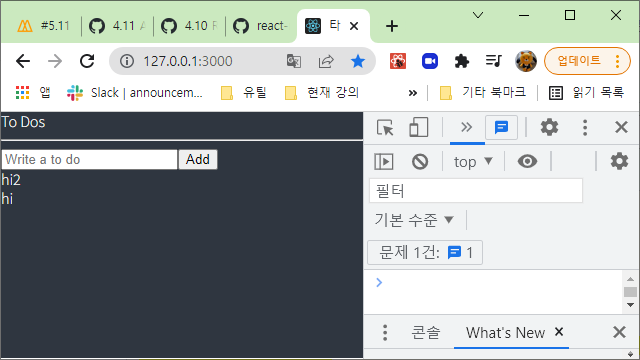 #5.11
4.11 A
4.10 F
react-
타
127.0.0.1:3000
업데이트
앱
Slack | announcem...
유틸
현재 강의
»
기타 북마크
읽기 목록
To Dos
Write a to do
Add
hi2
hi
top
필터
기본 수준
문제 1건: 1
콘솔
What's New